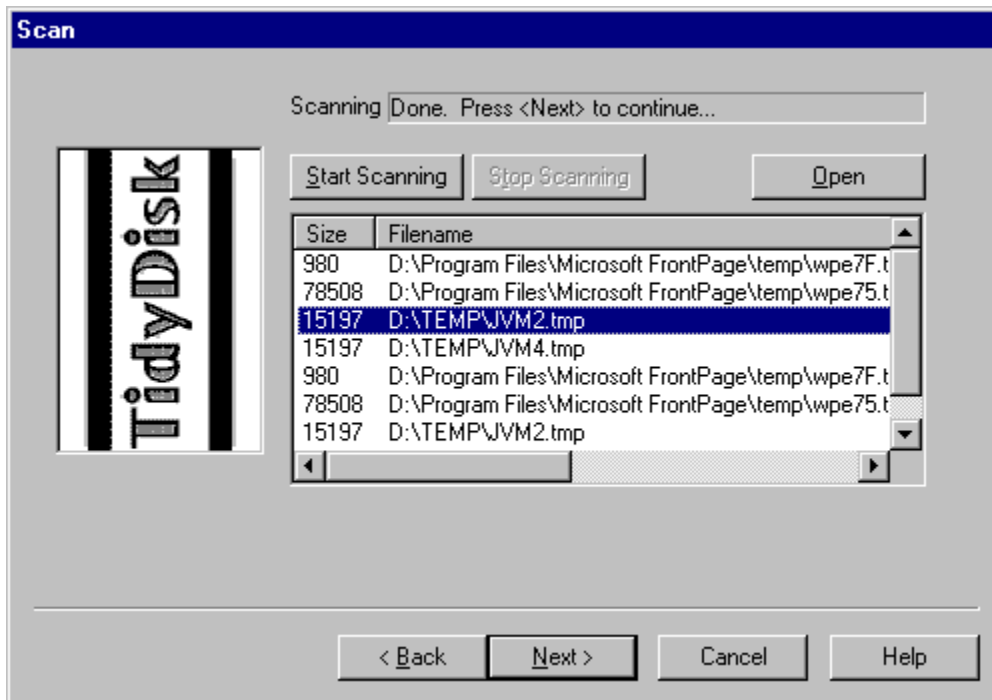 Scan
Scanning Done. Press <Next> to continue...
TidyDisk
Start Scanning Stop Scanning Open
Size Filename
980 D:\Program Files\Microsoft FrontPage\temp\wpe7F.t
78508 D:\Program Files\Microsoft FrontPage\temp\wpe75.t
15197 D:\TEMP\JVM2.tmp
15197 D:\TEMP\JVM4.tmp
980 D:\Program Files\Microsoft FrontPage\temp\wpe7F.t
78508 D:\Program Files\Microsoft FrontPage\temp\wpe75.t
15197 D:\TEMP\JVM2.tmp
< Back Next > Cancel Help